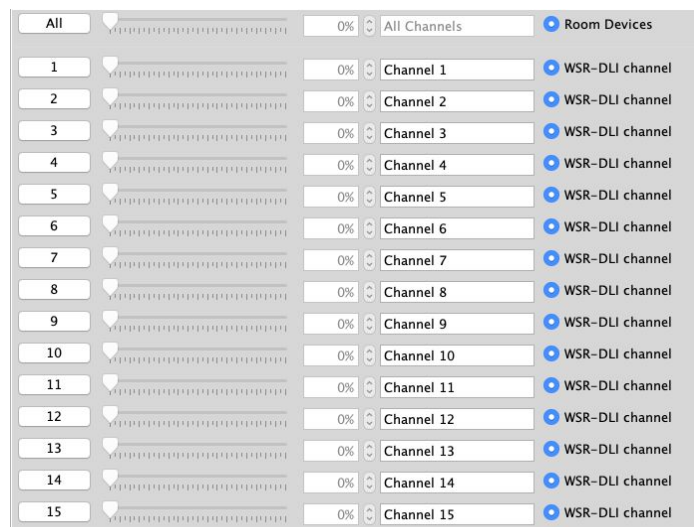 All 0% All Channels Room Devices
1 0% Channel 1 WSR-DLI channel
2 0% Channel 2 WSR-DLI channel
3 0% Channel 3 WSR-DLI channel
4 0% Channel 4 WSR-DLI channel
5 0% Channel 5 WSR-DLI channel
6 0% Channel 6 WSR-DLI channel
7 0% Channel 7 WSR-DLI channel
8 0% Channel 8 WSR-DLI channel
9 0% Channel 9 WSR-DLI channel
10 0% Channel 10 WSR-DLI channel
11 0% Channel 11 WSR-DLI channel
12 0% Channel 12 WSR-DLI channel
13 0% Channel 13 WSR-DLI channel
14 0% Channel 14 WSR-DLI channel
15 0% Channel 15 WSR-DLI channel